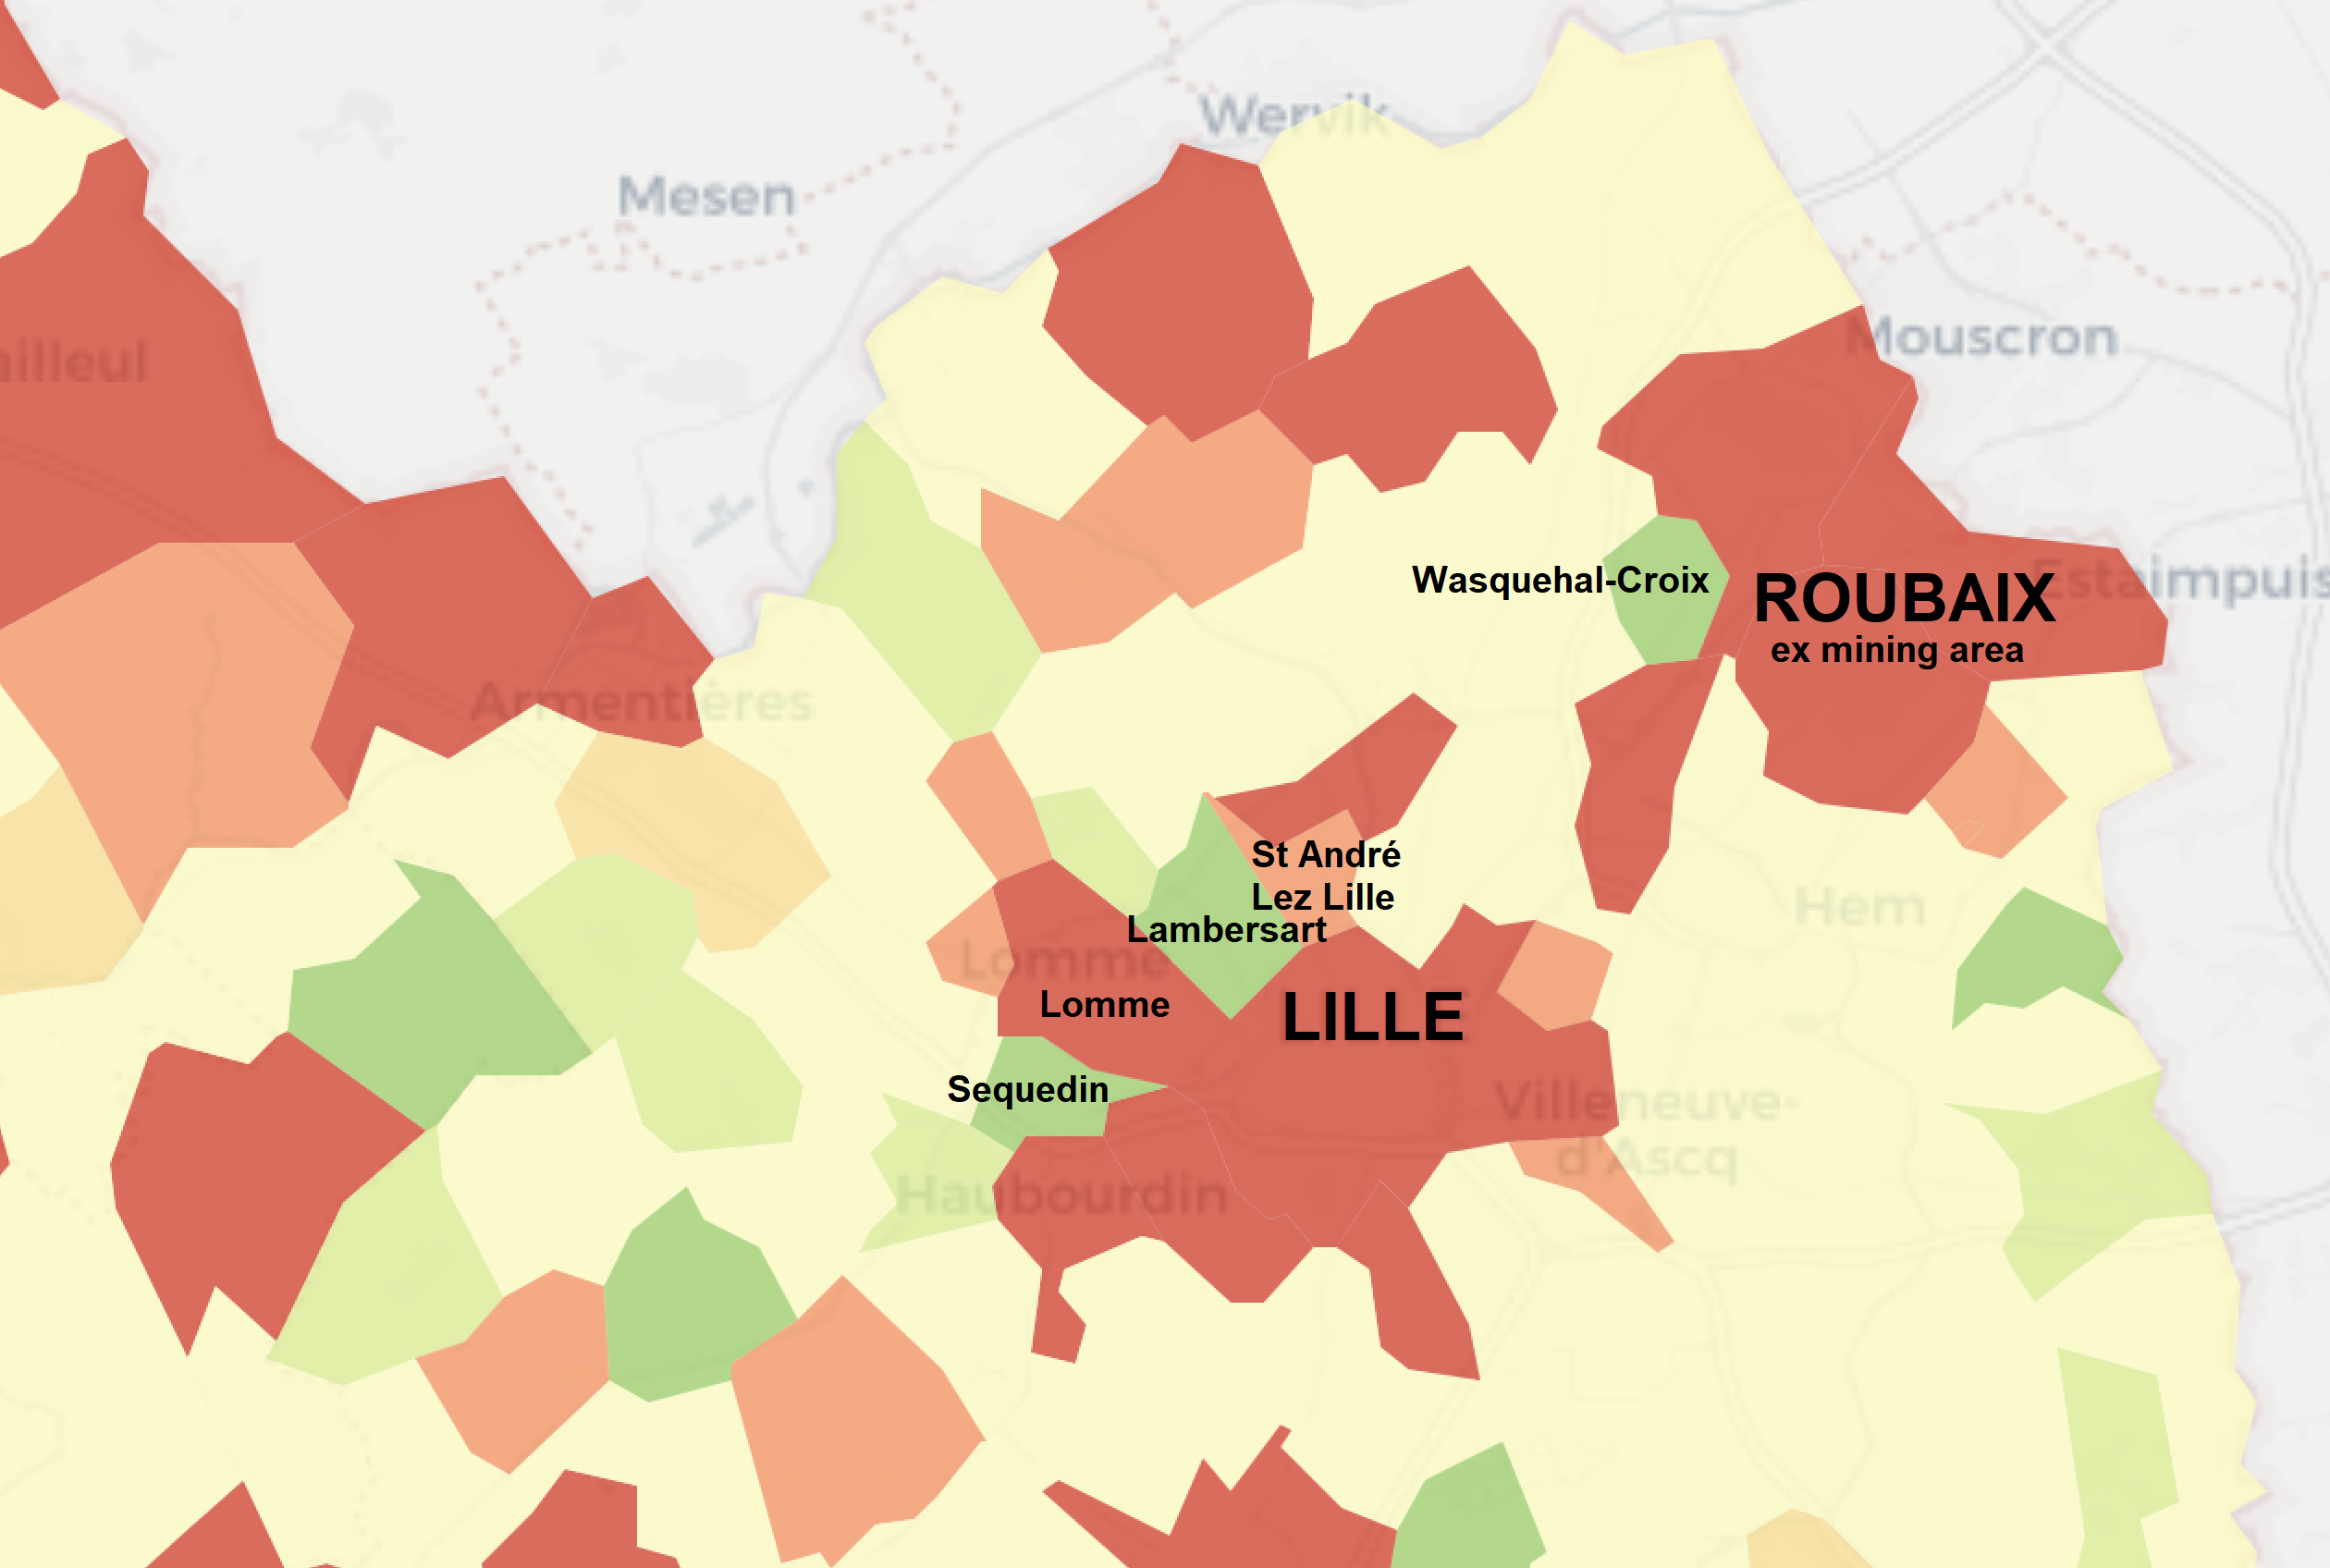 Wervik
Mesen
Mouscron
ailleul
Wasquehal-Croix
ROUBAIX
Estaimpuis
ex mining area
Armentières
St André
Lez Lille
Hem
Lambersart
Lomme
Lomme
LILLE
Sequedin
Villeneuve-
d'Ascq
Haubourdin